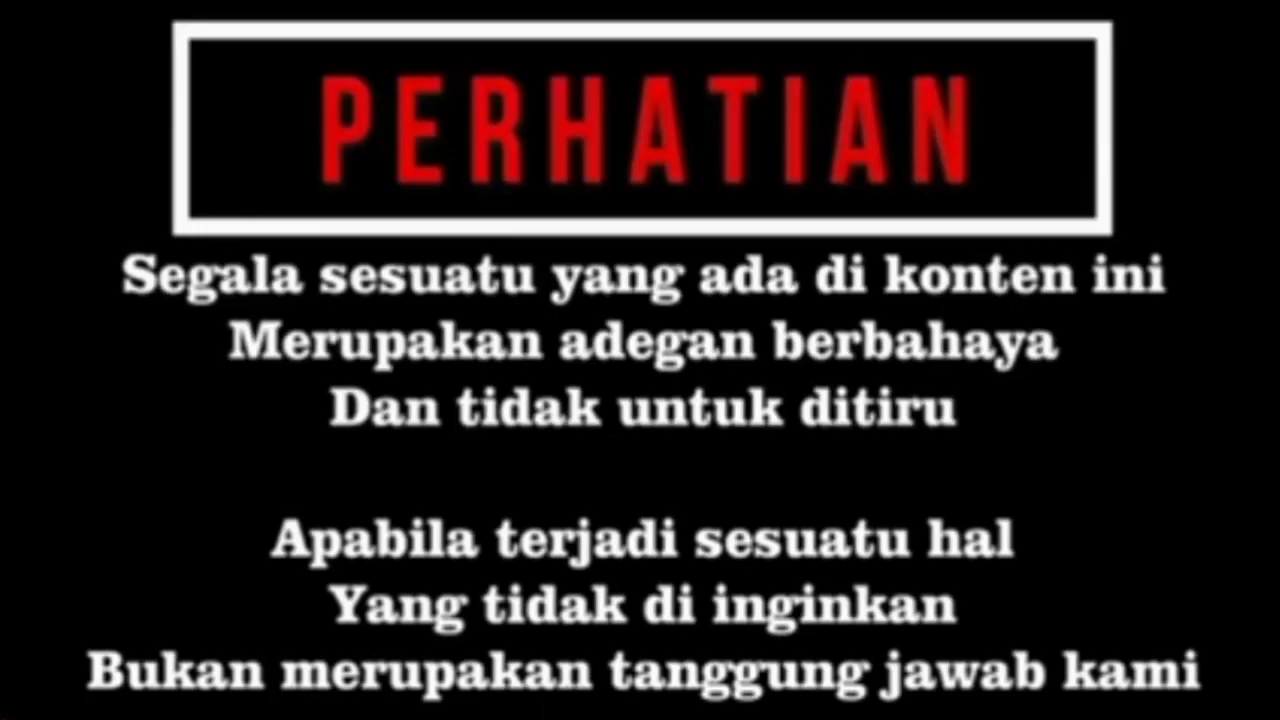 PERHATIAN
Segala sesuatu yang ada di konten ini
Merupakan adegan berbahaya
Dan tidak untuk ditiru
Apabila terjadi sesuatu hal
Yang tidak di inginkan
Bukan merupakan tanggung jawab kami